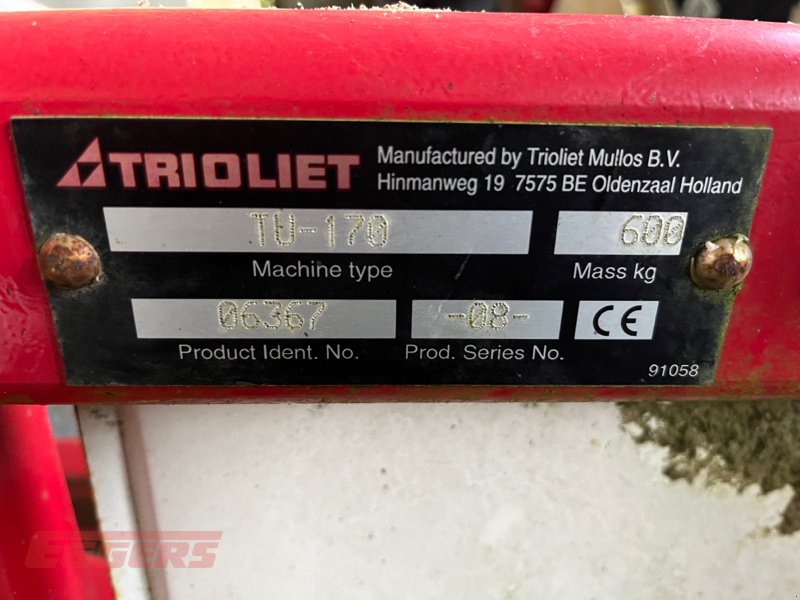 TRIOLIET Manufactured by Trioliet Mullos B.V.
Hinmanweg 19 7575 BE Oldenzaal Holland
TU-170 600
Machine type Mass kg
06367 -08- CE
Product Ident. No. Prod. Series No.
91058
EGGERS